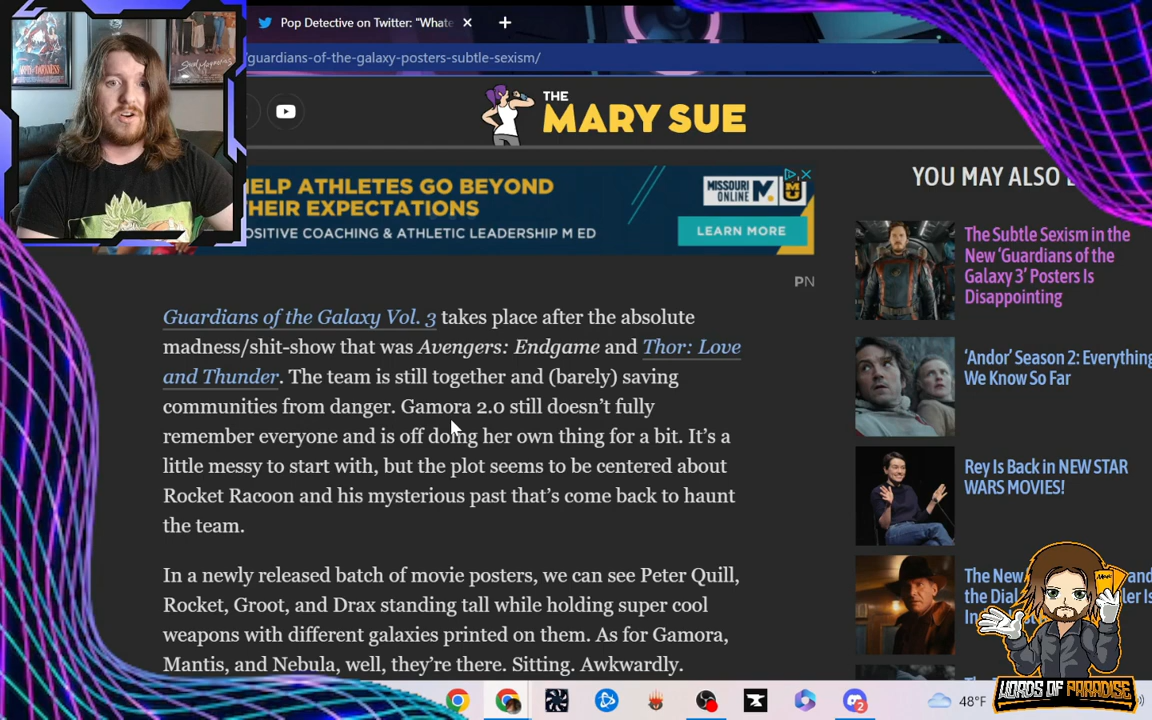 Pop Detective on Twitter: "Whate
guardians-of-the-galaxy-posters-subtle-sexism/
THE
MARY SUE
HELP ATHLETES GO BEYOND
THEIR EXPECTATIONS
POSITIVE COACHING & ATHLETIC LEADERSHIP M ED
MISSOURI
ONLINE
LEARN MORE
PN
YOU MAY ALSO
The Subtle Sexism in the
New ‘Guardians of the
Galaxy 3’ Posters Is
Disappointing
‘Andor’ Season 2: Everything
We Know So Far
Rey Is Back in NEW STAR
WARS MOVIES!
The New
and
the Dial
Guardians of the Galaxy Vol. 3 takes place after the absolute
madness/shit-show that was Avengers: Endgame and Thor: Love
and Thunder. The team is still together and (barely) saving
communities from danger. Gamora 2.0 still doesn’t fully
remember everyone and is off doing her own thing for a bit. It’s a
little messy to start with, but the plot seems to be centered about
Rocket Racoon and his mysterious past that’s come back to haunt
the team.
In a newly released batch of movie posters, we can see Peter Quill,
Rocket, Groot, and Drax standing tall while holding super cool
weapons with different galaxies printed on them. As for Gamora,
Mantis, and Nebula, well, they’re there. Sitting. Awkwardly.
WORDS OF PARADISE
48°F